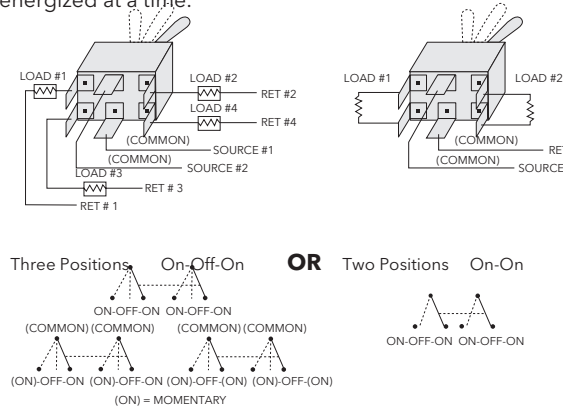 energized at a time.
LOAD #1
LOAD #2
RET #2
LOAD #4
RET #4
(COMMON)
SOURCE #1
(COMMON)
SOURCE #2
LOAD #3
RET # 3
RET # 1
LOAD #1
LOAD #2
(COMMON)
RE
(COMMON)
SOURCE
Three Positions On-Off-On OR Two Positions On-On
ON-OFF-ON ON-OFF-ON
(COMMON) (COMMON) (COMMON) (COMMON)
ON-OFF-ON ON-OFF-ON
(ON)-OFF-ON (ON)-OFF-ON (ON)-OFF-(ON) (ON)-OFF-(ON)
(ON) = MOMENTARY